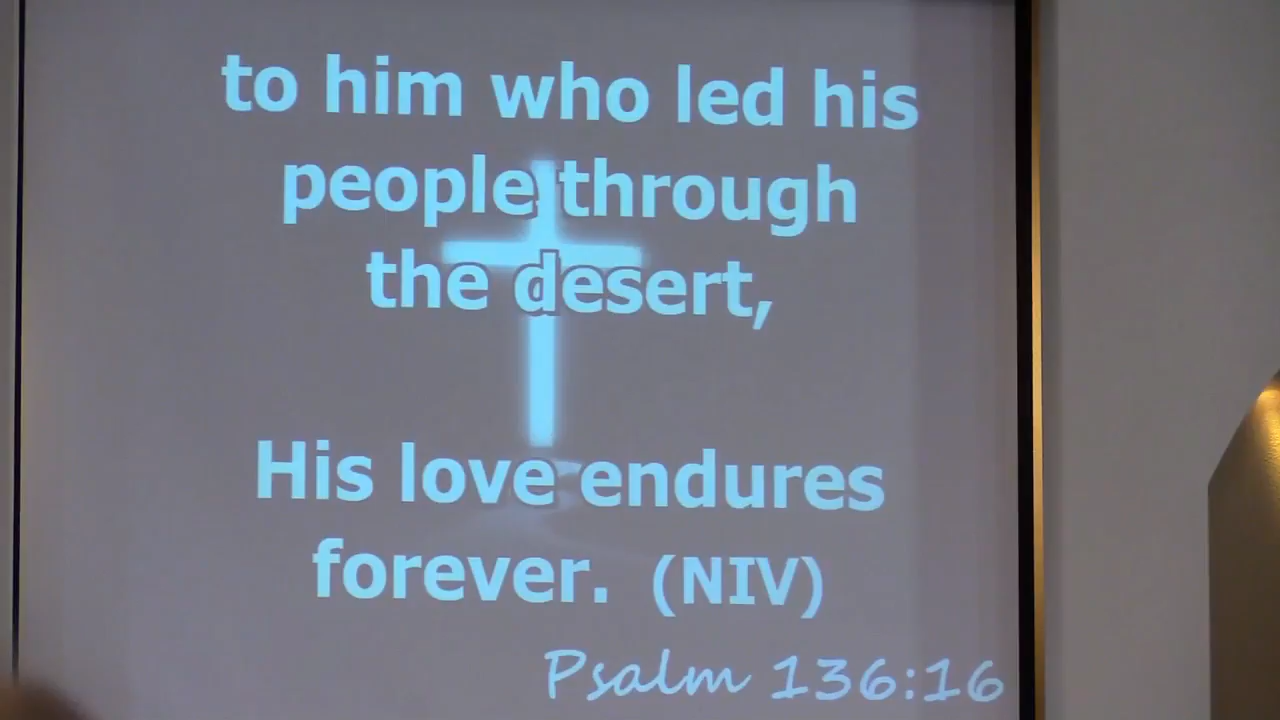 to him who led his
people through
the desert,
His love endures
forever. (NIV)
Psalm 136:16